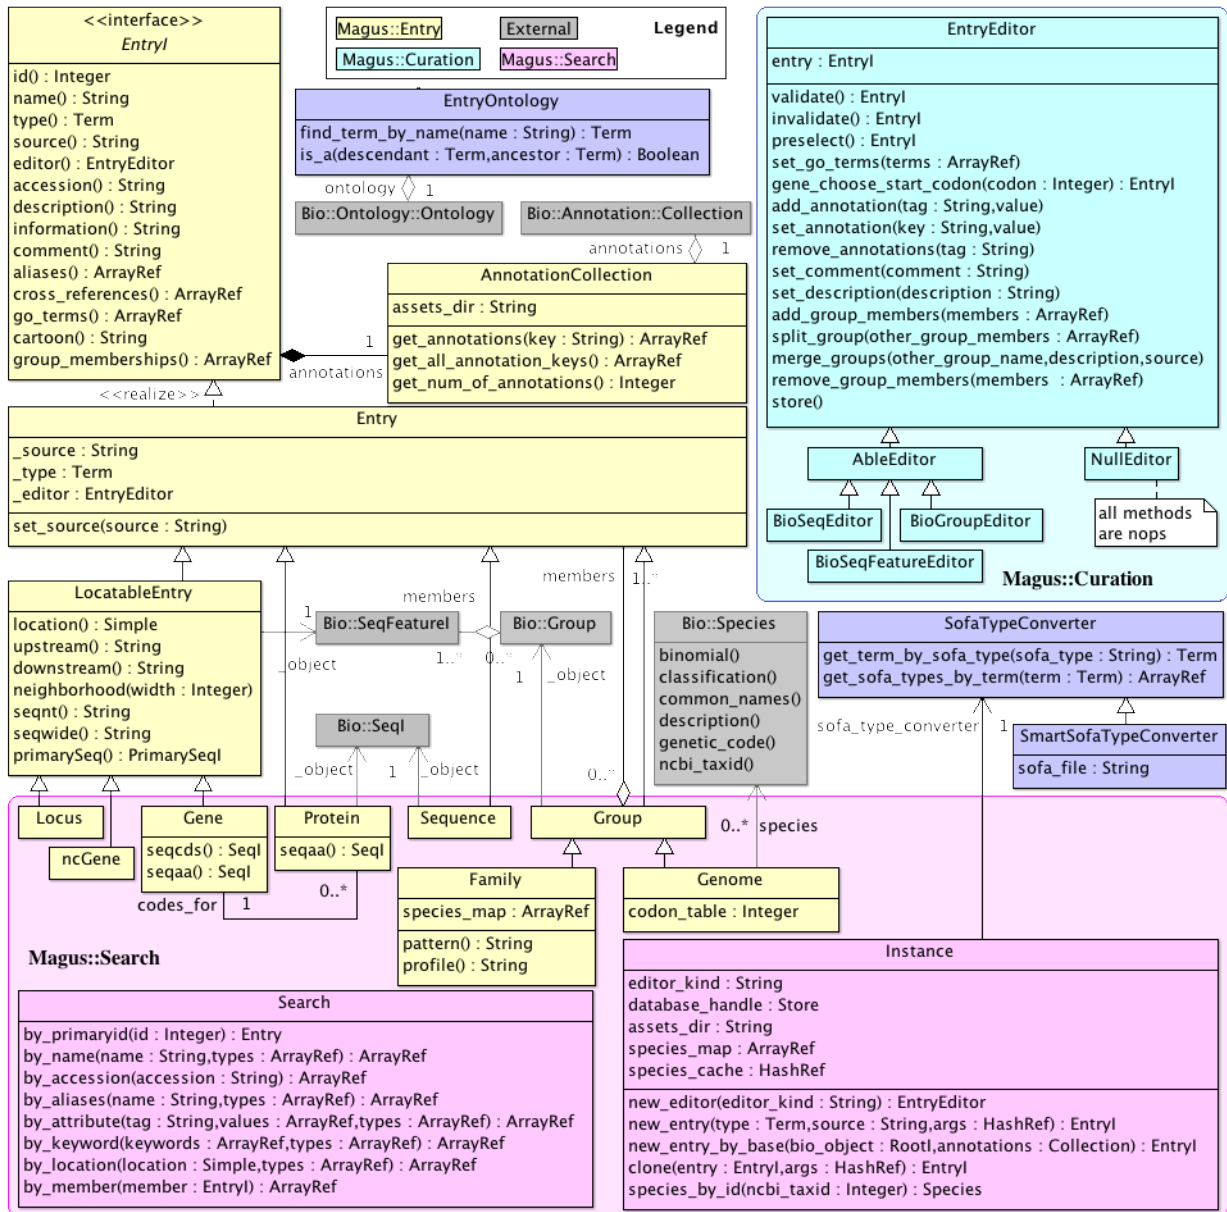 <<interface>>
EntryI
id() : Integer
name() : String
type() : Term
source() : String
editor() : EntryEditor
accession() : String
description() : String
information() : String
comment() : String
aliases() : ArrayRef
cross_references() : ArrayRef
go_terms() : ArrayRef
cartoon() : String
group_memberships() : ArrayRef
Magus::Entry
External
Legend
Magus::Curation
Magus::Search
EntryOntology
find_term_by_name(name : String) : Term
is_a(descendant : Term,ancestor : Term) : Boolean
ontology
1
Bio::Ontology::Ontology
Bio::Annotation::Collection
annotations
1
AnnotationCollection
assets_dir : String
get_annotations(key : String) : ArrayRef
get_all_annotation_keys() : ArrayRef
get_num_of_annotations() : Integer
1
annotations
<<realize>>
Entry
_source : String
_type : Term
_editor : EntryEditor
set_source(source : String)
EntryEditor
entry : EntryI
validate() : EntryI
invalidate() : EntryI
preselect() : EntryI
set_go_terms(terms : ArrayRef)
gene_choose_start_codon(codon : Integer) : EntryI
add_annotation(tag : String,value)
set_annotation(key : String,value)
remove_annotations(tag : String)
set_comment(comment : String)
set_description(description : String)
add_group_members(members : ArrayRef)
split_group(other_group_members : ArrayRef)
merge_groups(other_group_name,description,source)
remove_group_members(members : ArrayRef)
store()
AbleEditor
NullEditor
BioSeqEditor
BioGroupEditor
all methods
are nops
BioSeqFeatureEditor
Magus::Curation
LocatableEntry
location() : Simple
upstream() : String
downstream() : String
neighborhood(width : Integer)
seqnt() : String
seqwide() : String
primarySeq() : PrimarySeqI
members
1..*
members
1
Bio::SeqFeatureI
_object
1..*
0..*
Bio::Group
1
_object
Bio::SeqI
_object
1
_object
0..*
Bio::Species
binomial()
classification()
common_names()
description()
genetic_code()
ncbi_taxid()
0..*
species
SofaTypeConverter
get_term_by_sofa_type(sofa_type : String) : Term
get_sofa_types_by_term(term : Term) : ArrayRef
sofa_type_converter
1
SmartSofaTypeConverter
sofa_file : String
Locus
ncGene
Gene
seqcds() : SeqI
seqaa() : SeqI
Protein
seqaa() : SeqI
Sequence
Group
codes_for
1
0..*
Family
species_map : ArrayRef
pattern() : String
profile() : String
Genome
codon_table : Integer
Magus::Search
Search
by_primaryid(id : Integer) : Entry
by_name(name : String,types : ArrayRef) : ArrayRef
by_accession(accession : String) : ArrayRef
by_aliases(name : String,types : ArrayRef) : ArrayRef
by_attribute(tag : String,values : ArrayRef,types : ArrayRef) : ArrayRef
by_keyword(keywords : ArrayRef,types : ArrayRef) : ArrayRef
by_location(location : Simple,types : ArrayRef) : ArrayRef
by_member(member : EntryI) : ArrayRef
Instance
editor_kind : String
database_handle : Store
assets_dir : String
species_map : ArrayRef
species_cache : HashRef
new_editor(editor_kind : String) : EntryEditor
new_entry(type : Term,source : String,args : HashRef) : EntryI
new_entry_by_base(bio_object : RootI,annotations : Collection) : EntryI
clone(entry : EntryI,args : HashRef) : EntryI
species_by_id(ncbi_taxid : Integer) : Species